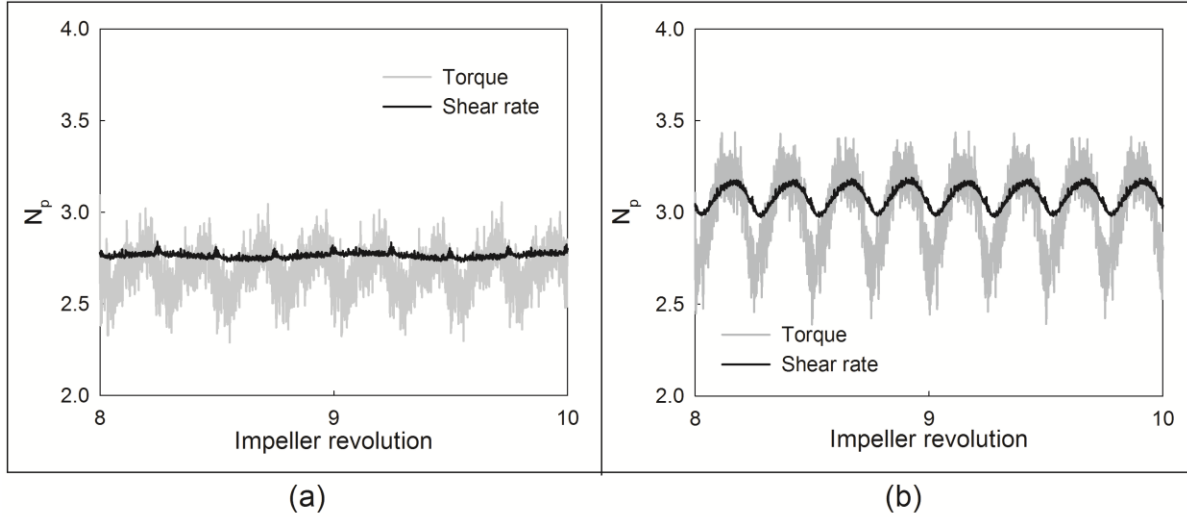 4.0
3.5
3.0
2.5
2.0
Np
Torque
Shear rate
8
9
10
Impeller revolution
(a)
4.0
3.5
3.0
2.5
2.0
Np
Torque
Shear rate
8
9
10
Impeller revolution
(b)